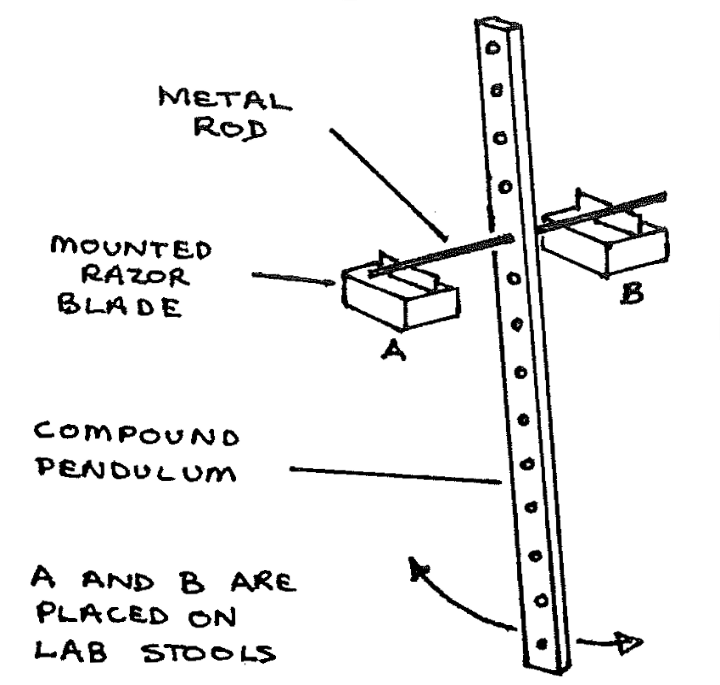 METAL
ROD
MOUNTED
RAZOR
BLADE
A
B
COMPOUND
PENDULUM
A AND B ARE
PLACED ON
LAB STOOLS